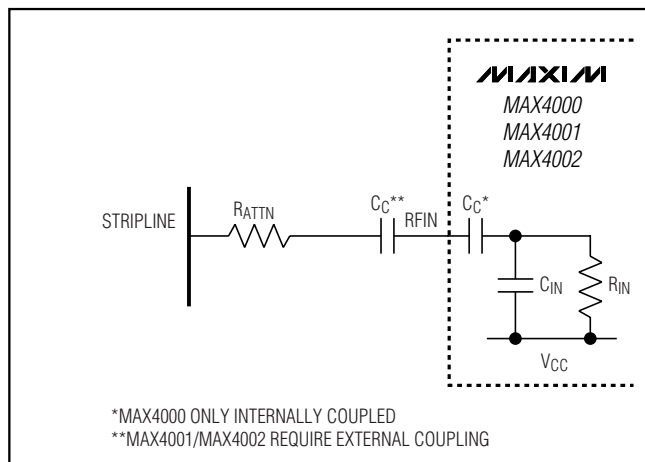 MAXIM
MAX4000
MAX4001
MAX4002
STRIPLINE
RATTN
CC**
RFIN
CC*
CIN
RIN
VCC
*MAX4000 ONLY INTERNALLY COUPLED
**MAX4001/MAX4002 REQUIRE EXTERNAL COUPLING